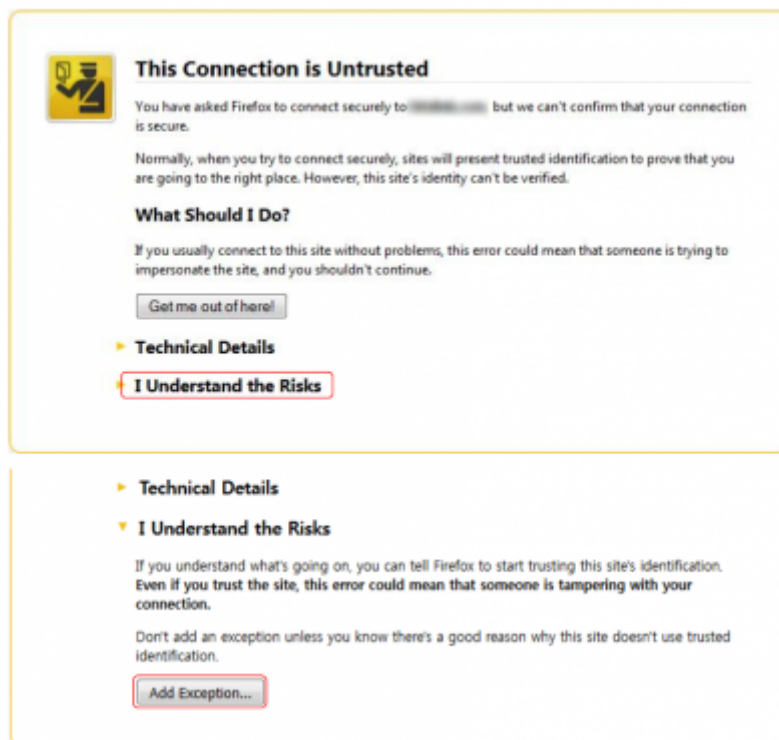 This Connection is Untrusted
You have asked Firefox to connect securely to but we can't confirm that your connection
is secure.
Normally, when you try to connect securely, sites will present trusted identification to prove that you
are going to the right place. However, this site's identity can't be verified.
What Should I Do?
If you usually connect to this site without problems, this error could mean that someone is trying to
impersonate the site, and you shouldn't continue.
Get me out of here!
Technical Details
I Understand the Risks
Technical Details
I Understand the Risks
If you understand what's going on, you can tell Firefox to start trusting this site's identification.
Even if you trust the site, this error could mean that someone is tampering with your
connection.
Don't add an exception unless you know there's a good reason why this site doesn't use trusted
identification.
Add Exception...